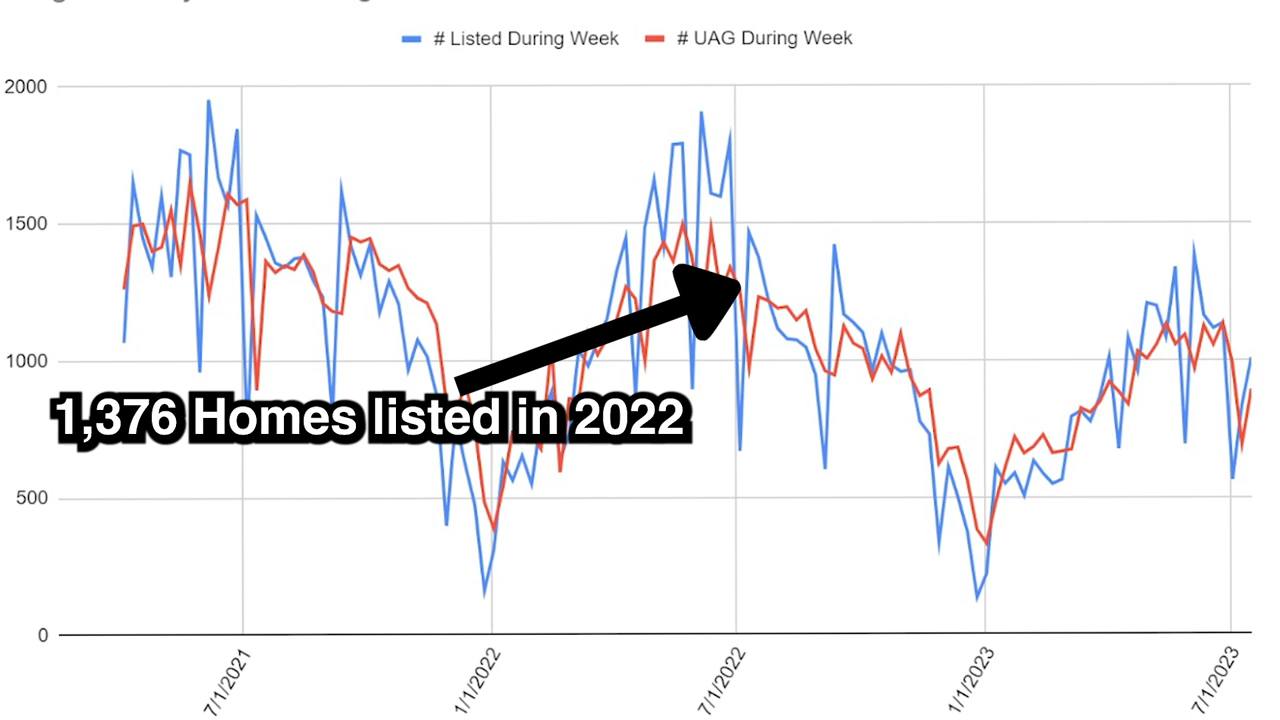 # Listed During Week # UAG During Week
2000
1500
1000
1,376 Homes listed in 2022
500
0
7/1/2021 1/1/2022 7/1/2022 1/1/2023 7/1/2023